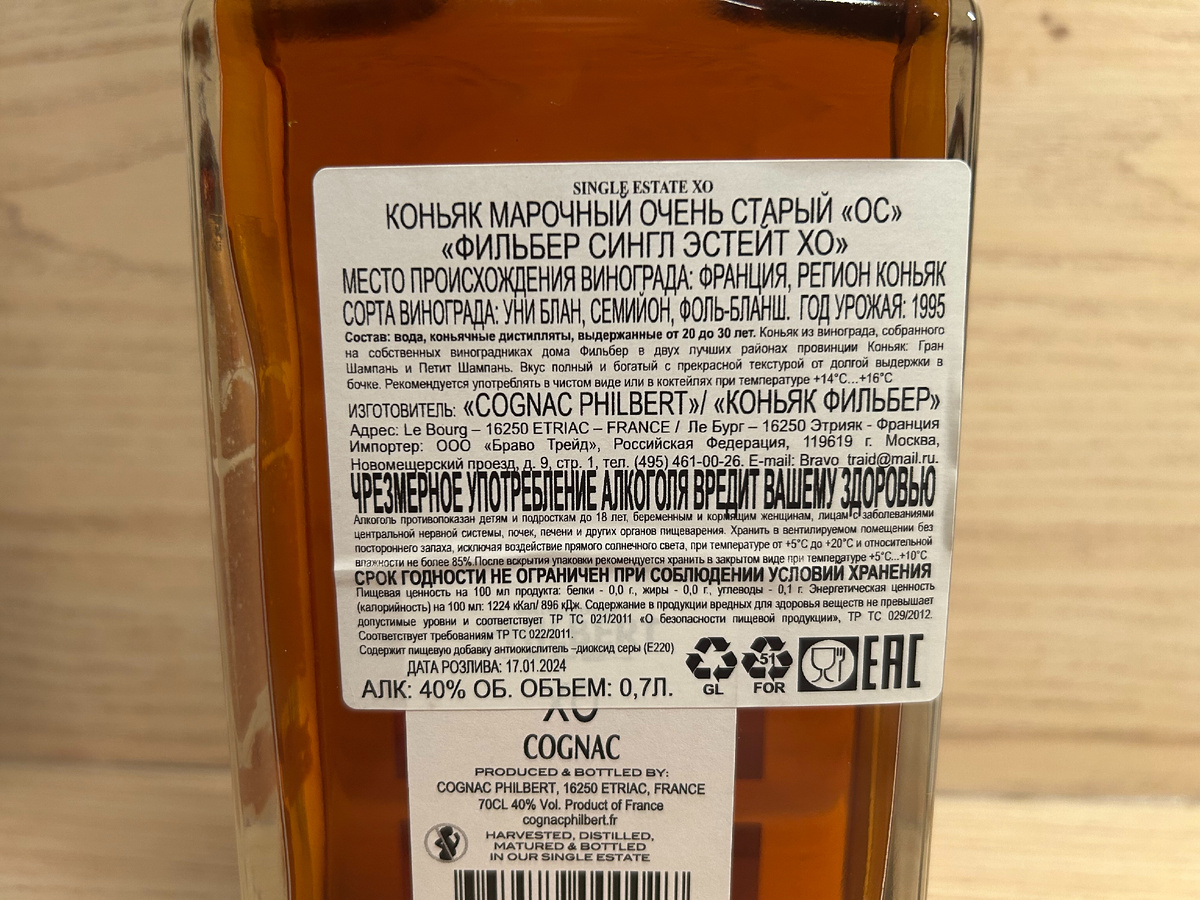 SINGLE ESTATE XO
КОНЬЯК МАРОЧНЫЙ ОЧЕНЬ СТАРЫЙ «ОС»
«ФИЛЬБЕР СИНГЛ ЭСТЕЙТ ХО»
МЕСТО ПРОИСХОЖДЕНИЯ ВИНОГРАДА: ФРАНЦИЯ, РЕГИОН КОНЬЯК
СОРТА ВИНОГРАДА: УНИ БЛАН, СЕМИЙОН, ФОЛЬ-БЛАНШ. ГОД УРОЖАЯ: 1995
Состав: вода, коньячные дистилляты, выдержанные от 20 до 30 лет. Коньяк из винограда, собранного
на собственных виноградниках дома Фильбер в двух лучших районах провинции Коньяк: Гран
Шампань и Петит Шампань. Вкус полный и богатый с прекрасной текстурой от долгой выдержки в
бочке. Рекомендуется употреблять в чистом виде или в коктейлях при температуре +14°С...+16°С
ИЗГОТОВИТЕЛЬ: «COGNAC PHILBERT»/ «КОНЬЯК ФИЛЬБЕР»
Адрес: Le Bourg – 16250 ETRIAC – FRANCE / Ле Бург – 16250 Этрияк - Франция
Импортер: ООО «Браво Трейд», Российская Федерация, 119619 г. Москва,
Новомещерский проезд, д. 9, стр. 1, тел. (495) 461-00-26. E-mail: Bravo_traid@mail.ru.
ЧРЕЗМЕРНОЕ УПОТРЕБЛЕНИЕ АЛКОГОЛЯ ВРЕДИТ ВАШЕМУ ЗДОРОВЬЮ
Алкоголь противопоказан детям и подросткам до 18 лет, беременным и кормящим женщинам, лицам с заболеваниями
центральной нервной системы, почек, печени и других органов пищеварения. Хранить в вентилируемом помещении без
постороннего запаха, исключая воздействие прямого солнечного света, при температуре от +5°С до +20°С и относительной
влажности не более 85%.После вскрытия упаковки рекомендуется хранить в закрытом виде при температуре +5°С...+10°С
СРОК ГОДНОСТИ НЕ ОГРАНИЧЕН ПРИ СОБЛЮДЕНИИ УСЛОВИЙ ХРАНЕНИЯ
Пищевая ценность на 100 мл продукта: белки - 0,0 г., жиры - 0,0 г., углеводы - 0,1 г. Энергетическая ценность
(калорийность) на 100 мл: 1224 кКал/ 896 кДж. Содержание в продукции вредных для здоровья веществ не превышает
допустимые уровни и соответствует ТР ТС 021/2011 «О безопасности пищевой продукции», ТР ТС 029/2012.
Соответствует требованиям ТР ТС 022/2011.
Содержит пищевую добавку антиокислитель –диоксид серы (Е220)
ДАТА РОЗЛИВА: 17.01.2024
АЛК: 40% ОБ. ОБЪЕМ: 0,7Л.
GL
51
FOR
EAC
XO
COGNAC
PRODUCED & BOTTLED BY:
COGNAC PHILBERT, 16250 ETRIAC, FRANCE
70CL 40% Vol. Product of France
cognacphilbert.fr
HARVESTED, DISTILLED,
MATURED & BOTTLED
IN OUR SINGLE ESTATE